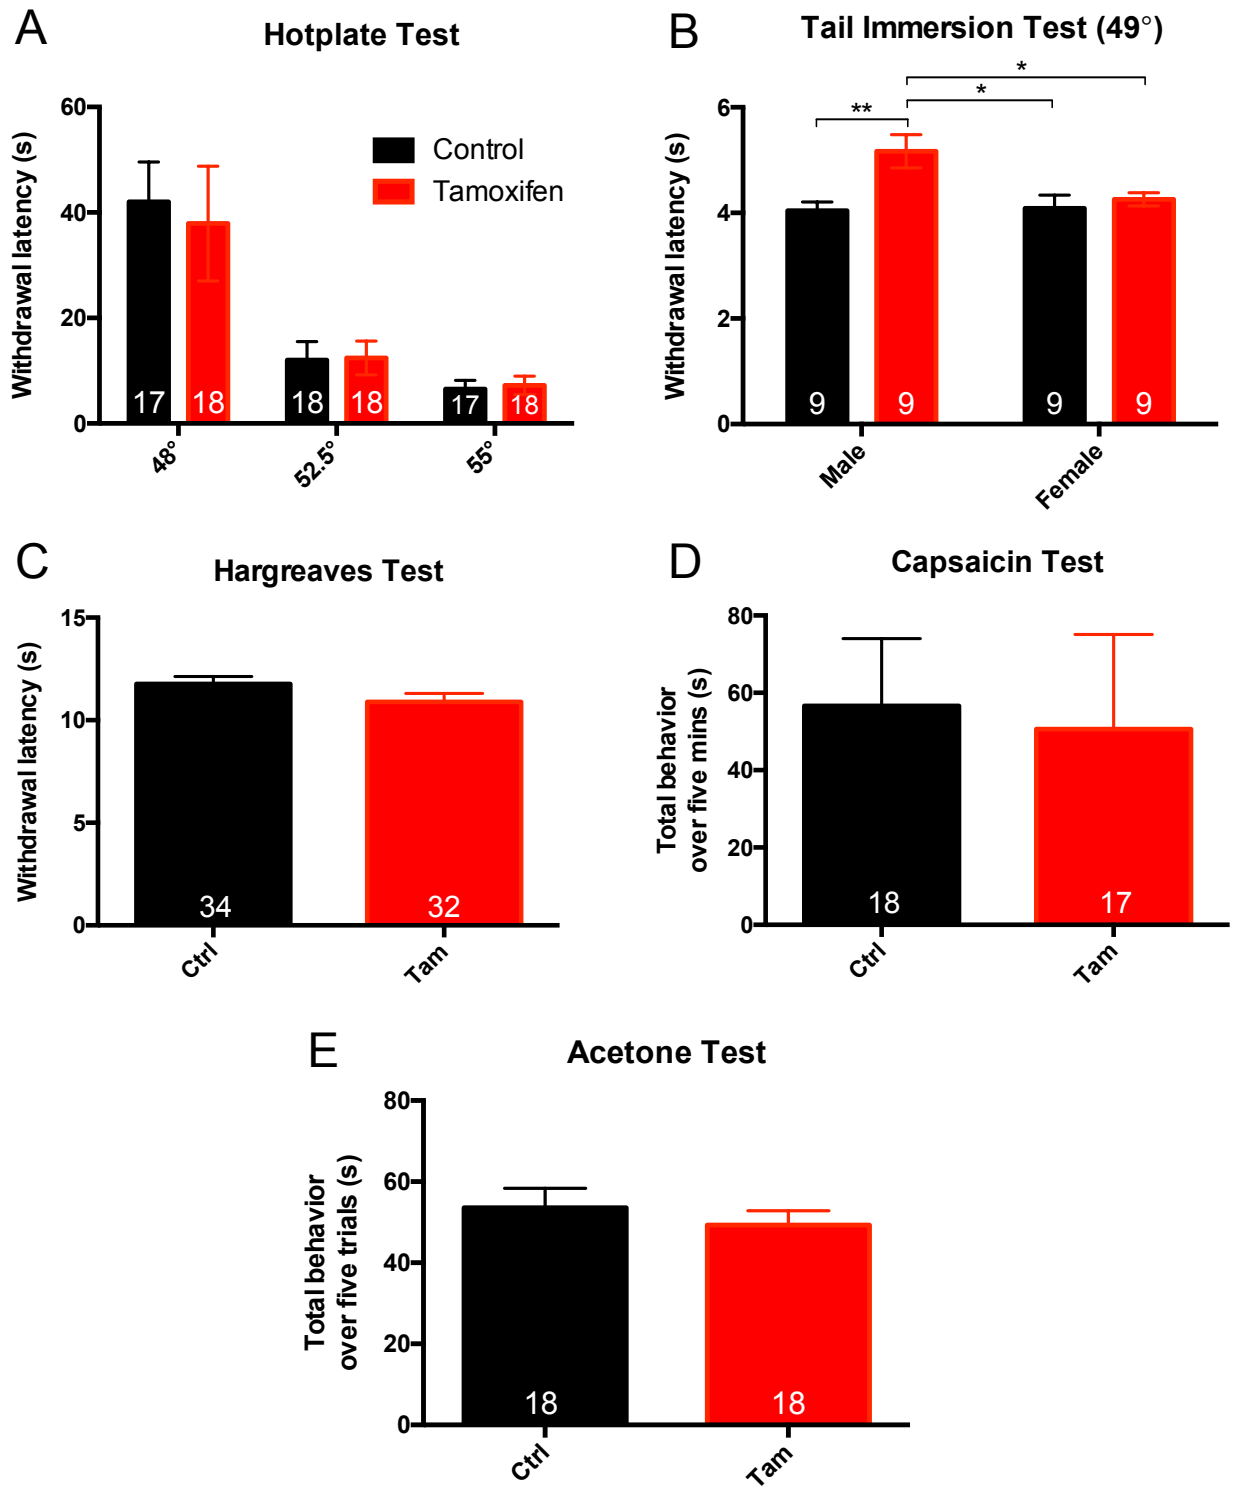 A
Hotplate Test
Withdrawal latency (s)
60
40
20
0
Control
Tamoxifen
17
18
18
18
17
18
48°
52.5°
55°
B
Tail Immersion Test (49°)
Withdrawal latency (s)
6
4
2
0
**
*
*
9
9
9
9
Male
Female
C
Hargreaves Test
Withdrawal latency (s)
15
10
5
0
34
32
Ctrl
Tam
D
Capsaicin Test
Total behavior
over five mins (s)
80
60
40
20
0
18
17
Ctrl
Tam
E
Acetone Test
Total behavior
over five trials (s)
80
60
40
20
0
18
18
Ctrl
Tam